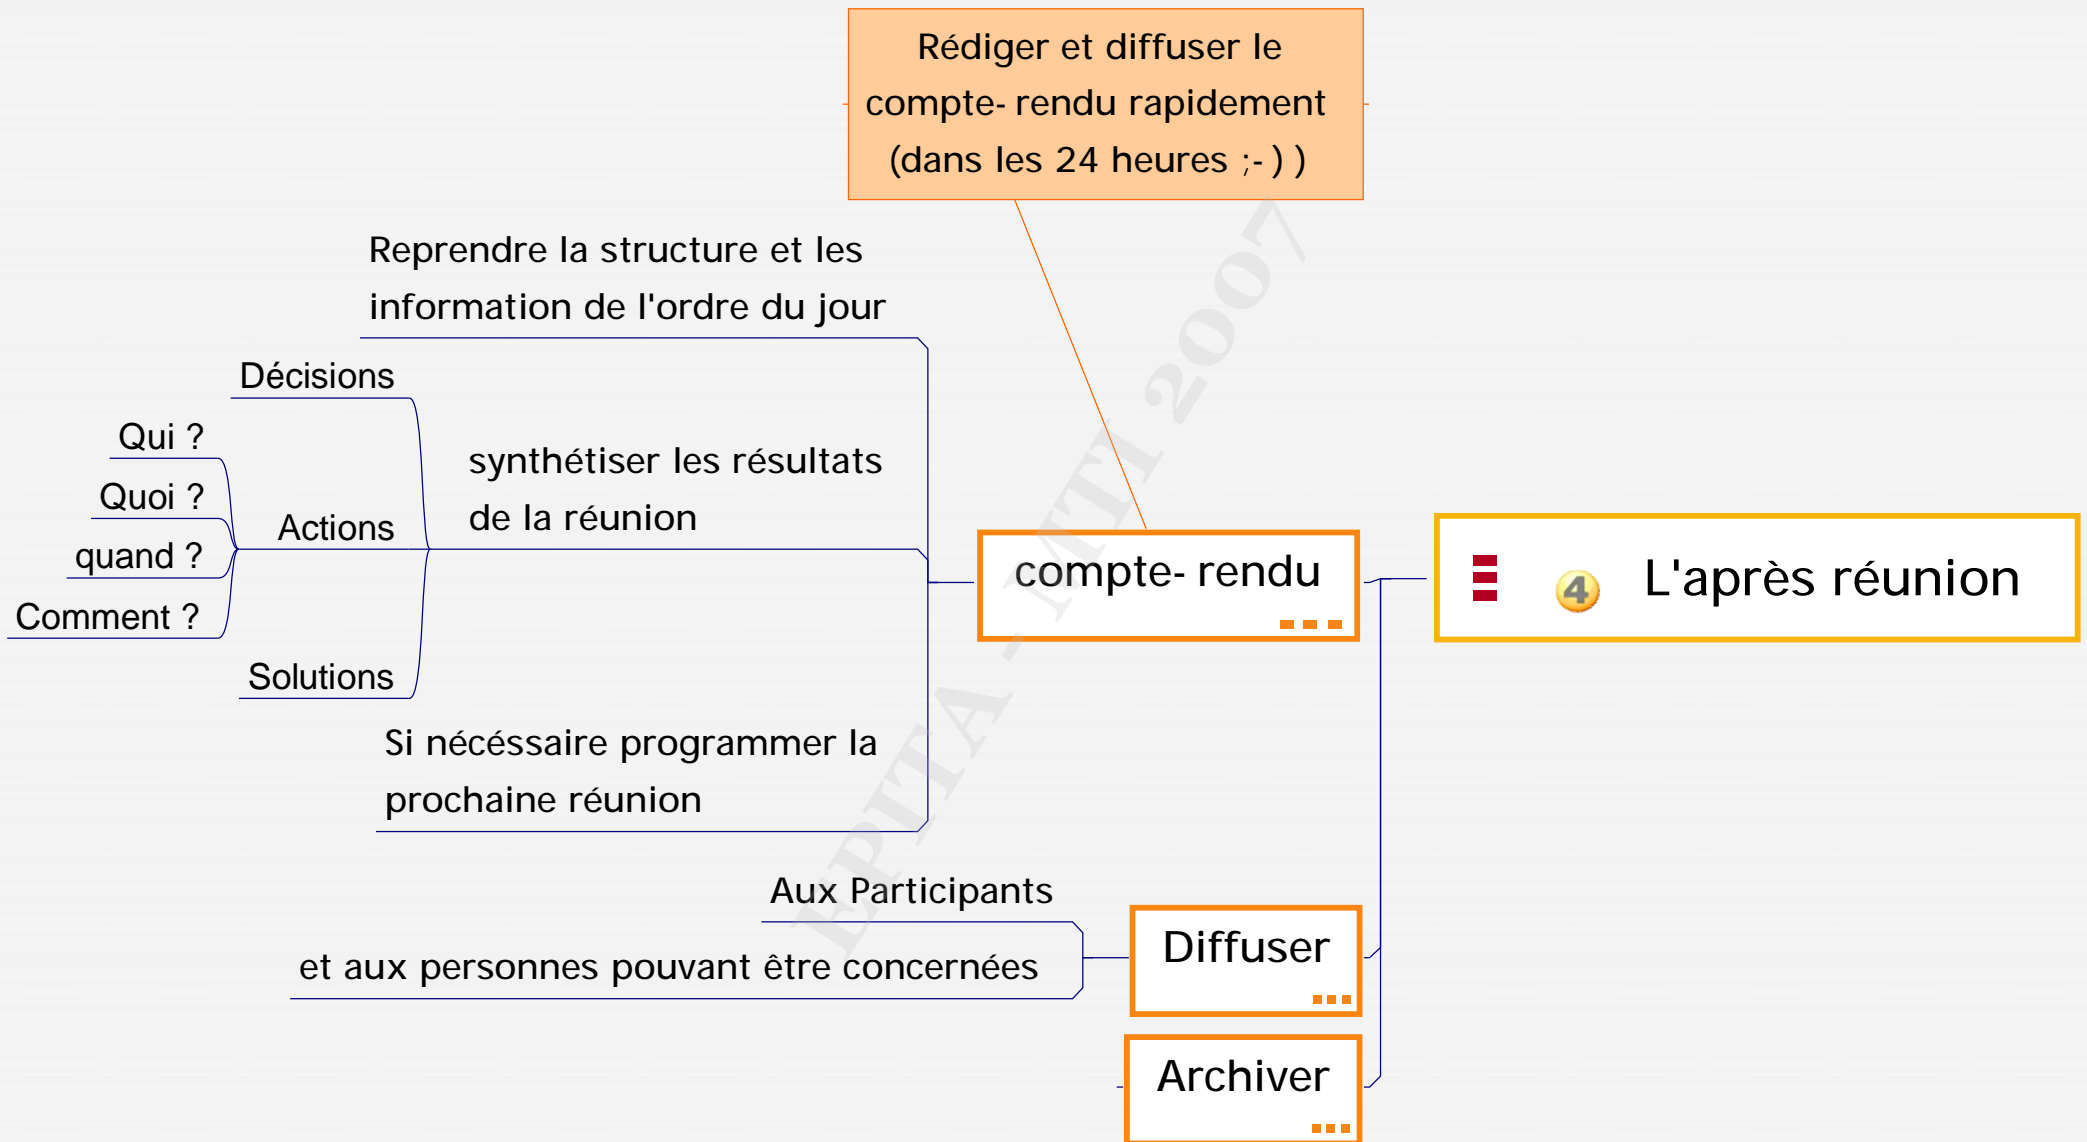 Rédiger et diffuser le
compte- rendu rapidement
(dans les 24 heures ;- ) )
Reprendre la structure et les
information de l'ordre du jour
Décisions
Qui ?
Quoi ?
quand ?
Comment ?
Actions
Solutions
synthétiser les résultats
de la réunion
Si nécéssaire programmer la
prochaine réunion
compte- rendu
4 L'après réunion
Aux Participants
et aux personnes pouvant être concernées
Diffuser
Archiver
EPITA - MTI 2007